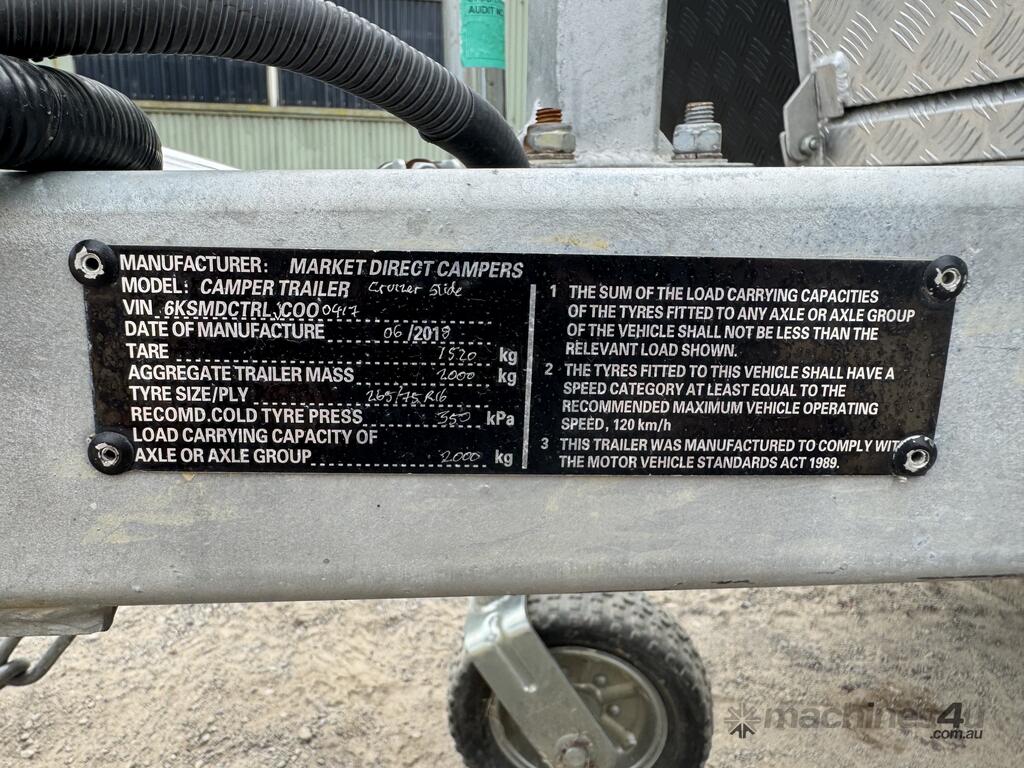 AUDIT NO
MANUFACTURER: MARKET DIRECT CAMPERS
MODEL: CAMPER TRAILER Cruizer Slide
VIN 6KSMDCTRL COO0417
DATE OF MANUFACTURE 06/2018
TARE 1520 kg
AGGREGATE TRAILER MASS 2000 kg
TYRE SIZE/PLY 265/75R16
RECOMD.COLD TYRE PRESS 350 kPa
LOAD CARRYING CAPACITY OF
AXLE OR AXLE GROUP 2000 kg
1 THE SUM OF THE LOAD CARRYING CAPACITIES
OF THE TYRES FITTED TO ANY AXLE OR AXLE GROUP
OF THE VEHICLE SHALL NOT BE LESS THAN THE
RELEVANT LOAD SHOWN.
2 THE TYRES FITTED TO THIS VEHICLE SHALL HAVE A
SPEED CATEGORY AT LEAST EQUAL TO THE
RECOMMENDED MAXIMUM VEHICLE OPERATING
SPEED, 120 km/h
3 THIS TRAILER WAS MANUFACTURED TO COMPLY WITH
THE MOTOR VEHICLE STANDARDS ACT 1989.
machines4u
.com.au